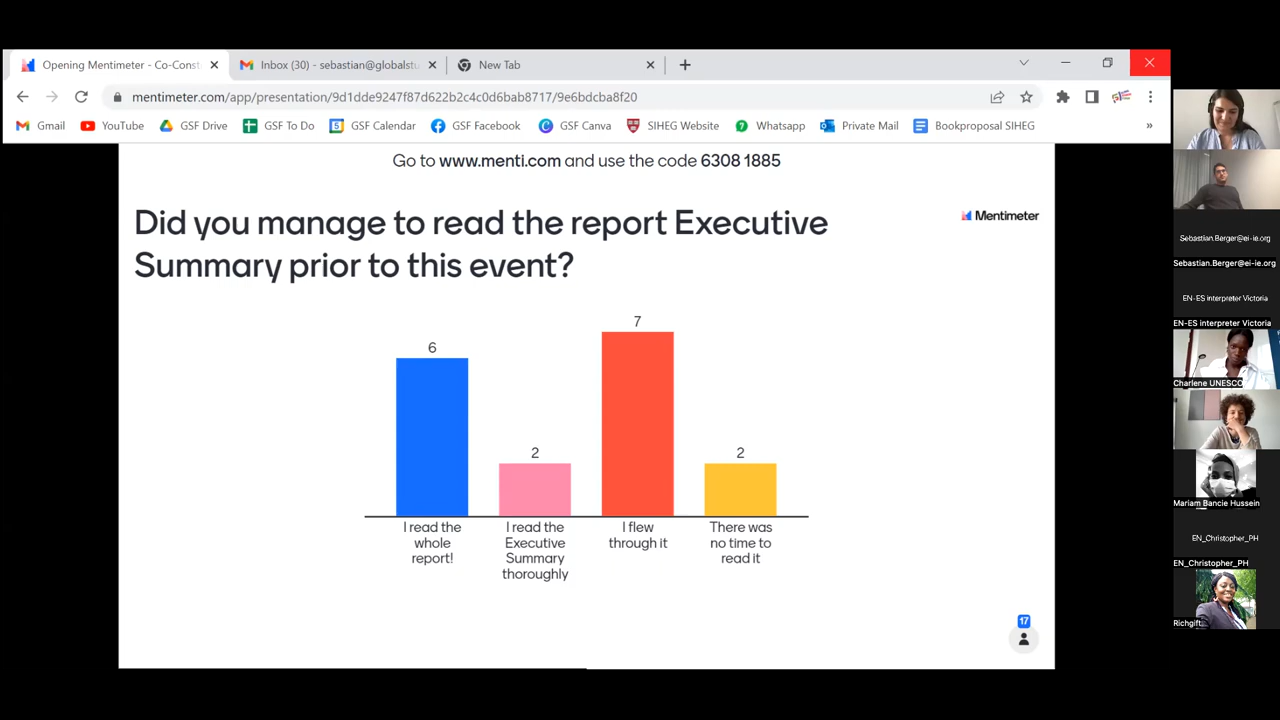 Opening Mentimeter - Co-Const
Inbox (30) - sebastian@globalstu
New Tab
mentimeter.com/app/presentation/9d1dde9247f87d622b2c4c0d6bab8717/9e6bdcba8f20
Gmail
YouTube
GSF Drive
GSF To Do
GSF Calendar
GSF Facebook
GSF Canva
SIHEG Website
Whatsapp
Private Mail
Bookproposal SIHEG
Go to www.menti.com and use the code 6308 1885
Did you manage to read the report Executive
Summary prior to this event?
Mentimeter
6
2
7
2
I read the
whole
report!
I read the
Executive
Summary
thoroughly
I flew
through it
There was
no time to
read it
17
Sebastian.Berger@ei-ie.org
Sebastian.Berger@ei-ie.org
EN-ES interpreter Victoria
EN-ES interpreter Victoria
Charlene UNESCO
Mariam Bancie Hussein
EN_Christopher_PH
EN_Christopher_PH
Richgift